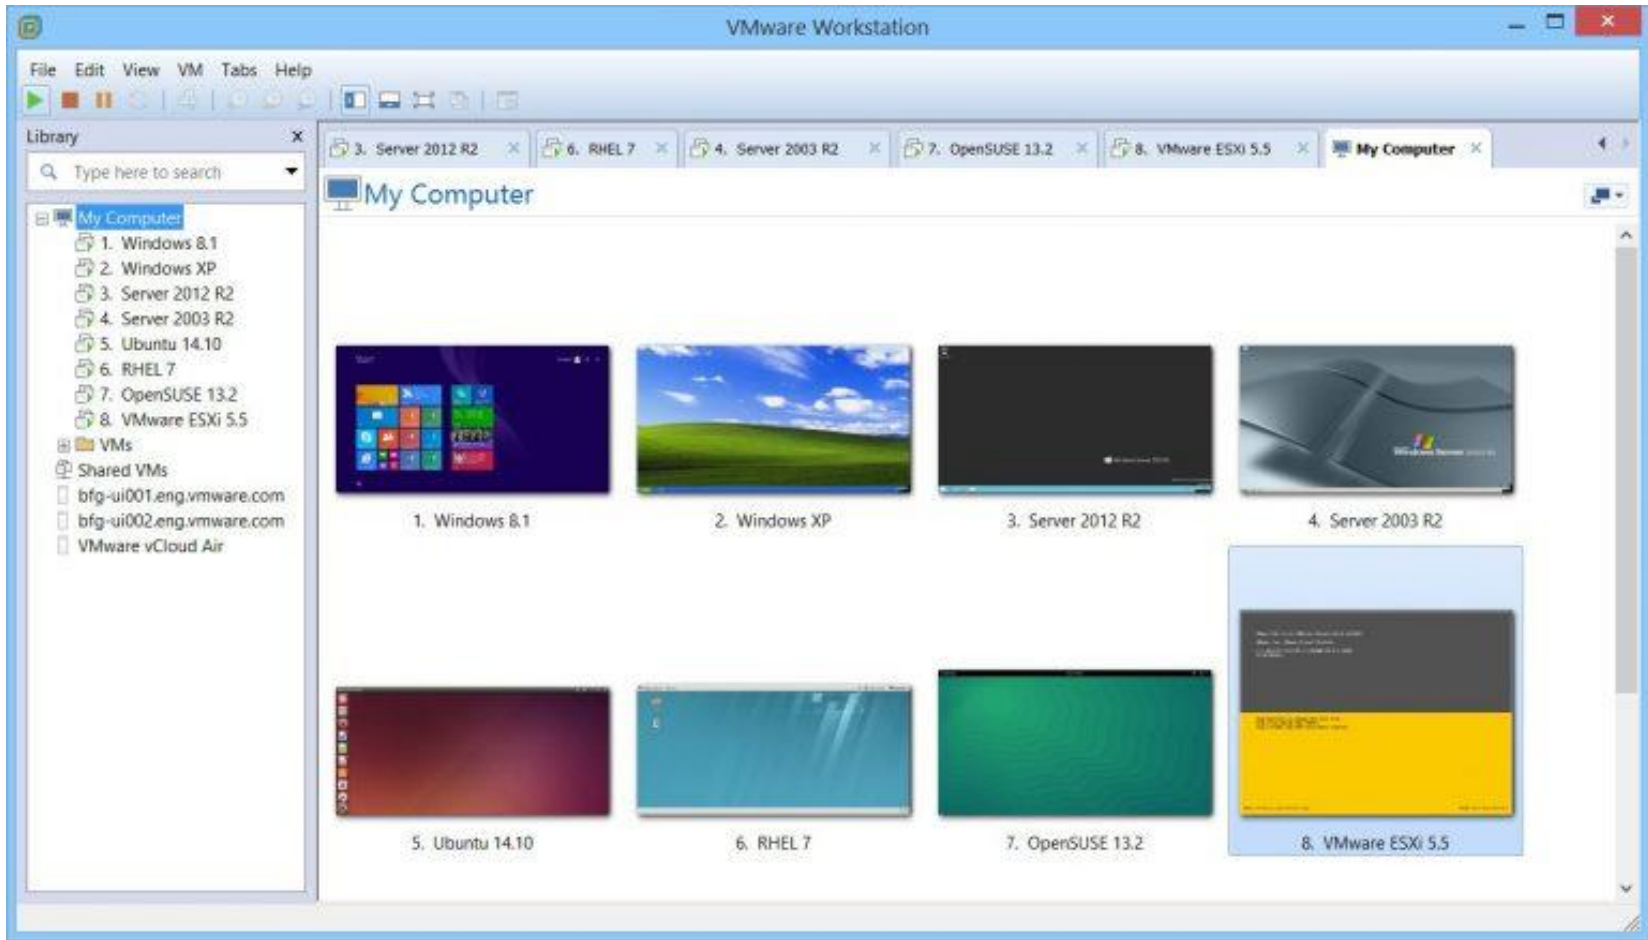 VMware Workstation
File Edit View VM Tabs Help
Library
Type here to search
My Computer
1. Windows 8.1
2. Windows XP
3. Server 2012 R2
4. Server 2003 R2
5. Ubuntu 14.10
6. RHEL 7
7. OpenSUSE 13.2
8. VMware ESXi 5.5
VMs
Shared VMs
bfg-ui001.eng.vmware.com
bfg-ui002.eng.vmware.com
VMware vCloud Air
3. Server 2012 R2 6. RHEL 7 4. Server 2003 R2 7. OpenSUSE 13.2 8. VMware ESXi 5.5 My Computer
My Computer
Start
Windows Server
1. Windows 8.1 2. Windows XP 3. Server 2012 R2 4. Server 2003 R2
5. Ubuntu 14.10 6. RHEL 7 7. OpenSUSE 13.2 8. VMware ESXi 5.5